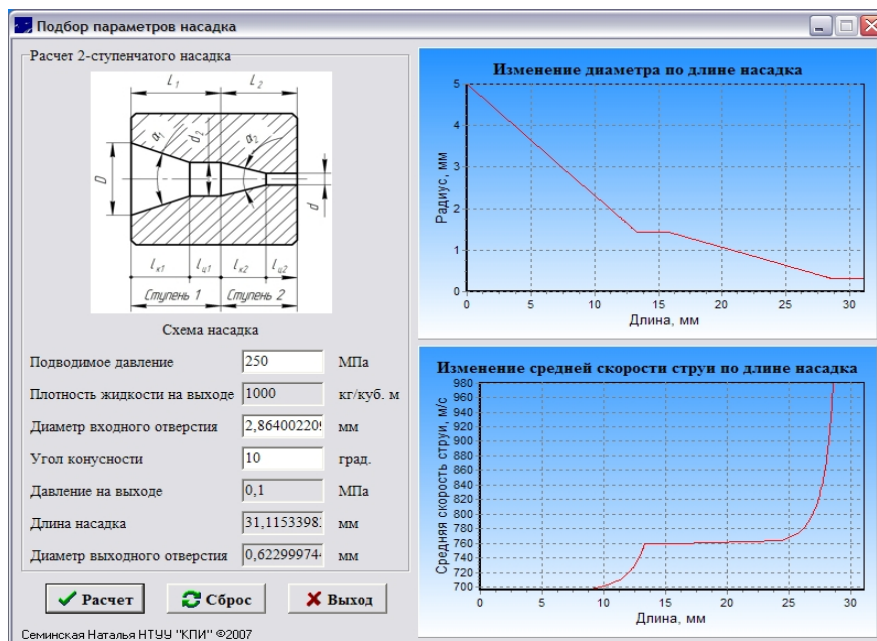 Подбор параметров насадка
Расчет 2-ступенчатого насадка
l₁ l₂
α₁ d₂ α₂
D d
lк1 lц1 lк2 lц2
Ступень 1 Ступень 2
Схема насадка
Подводимое давление 250 МПа
Плотность жидкости на выходе 1000 кг/куб. м
Диаметр входного отверстия 2,864002209 мм
Угол конусности 10 град.
Давление на выходе 0,1 МПа
Длина насадка мм
Диаметр выходного отверстия 0,62299974 мм
Расчет Сброс Выход
Семинская Наталья НТУУ "КПИ" ©2007
Изменение диаметра по длине насадка
Радиус, мм
5
4
3
2
1
0
0 5 10 15 20 25 30
Длина, мм
Изменение средней скорости струи по длине насадка
Средняя скорость струи, м/с
980
960
940
920
900
880
860
840
820
800
780
760
740
720
700
0 5 10 15 20 25 30
Длина, мм